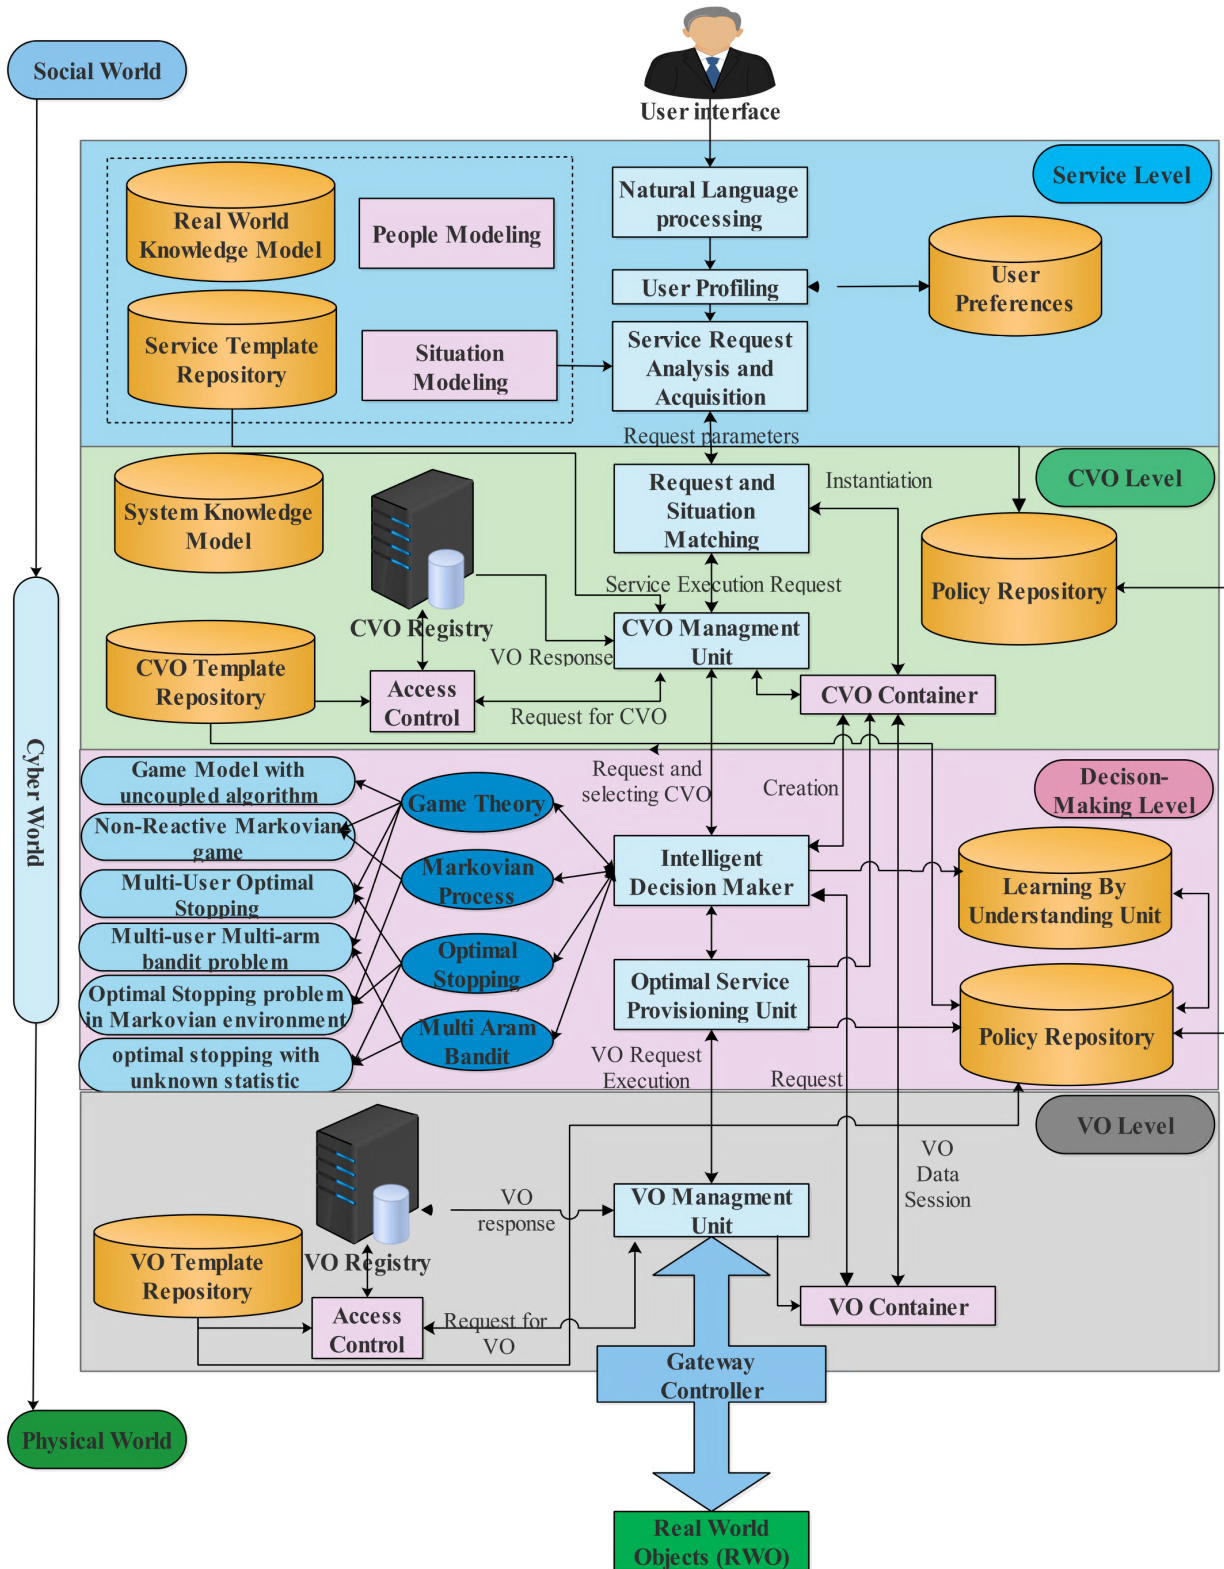 Social World
User interface
Service Level
Natural Language
processing
Real World
Knowledge Model
People Modeling
User Profiling
User
Preferences
Service Template
Repository
Situation
Modeling
Service Request
Analysis and
Acquisition
Request parameters
CVO Level
System Knowledge
Model
Request and
Situation
Matching
Instantiation
Policy Repository
Service Execution Request
CVO Registry
VO Response
CVO Managment
Unit
CVO Template
Repository
Access
Control
Request for CVO
CVO Container
Cyber World
Request and
selecting CVO
Creation
Decison-
Making Level
Game Model with
uncoupled algorithm
Non-Reactive Markovian
game
Multi-User Optimal
Stopping
Multi-user Multi-arm
bandit problem
Optimal Stopping problem
in Markovian environment
optimal stopping with
unknown statistic
Game Theory
Markovian
Process
Optimal
Stopping
Multi Aram
Bandit
Intelligent
Decision Maker
Learning By
Understanding Unit
Optimal Service
Provisioning Unit
Policy Repository
VO Request
Execution
Request
VO Level
VO
Data
Session
VO
response
VO Managment
Unit
VO Registry
VO Template
Repository
Access
Control
Request for
VO
VO Container
Gateway
Controller
Physical World
Real World
Objects (RWO)